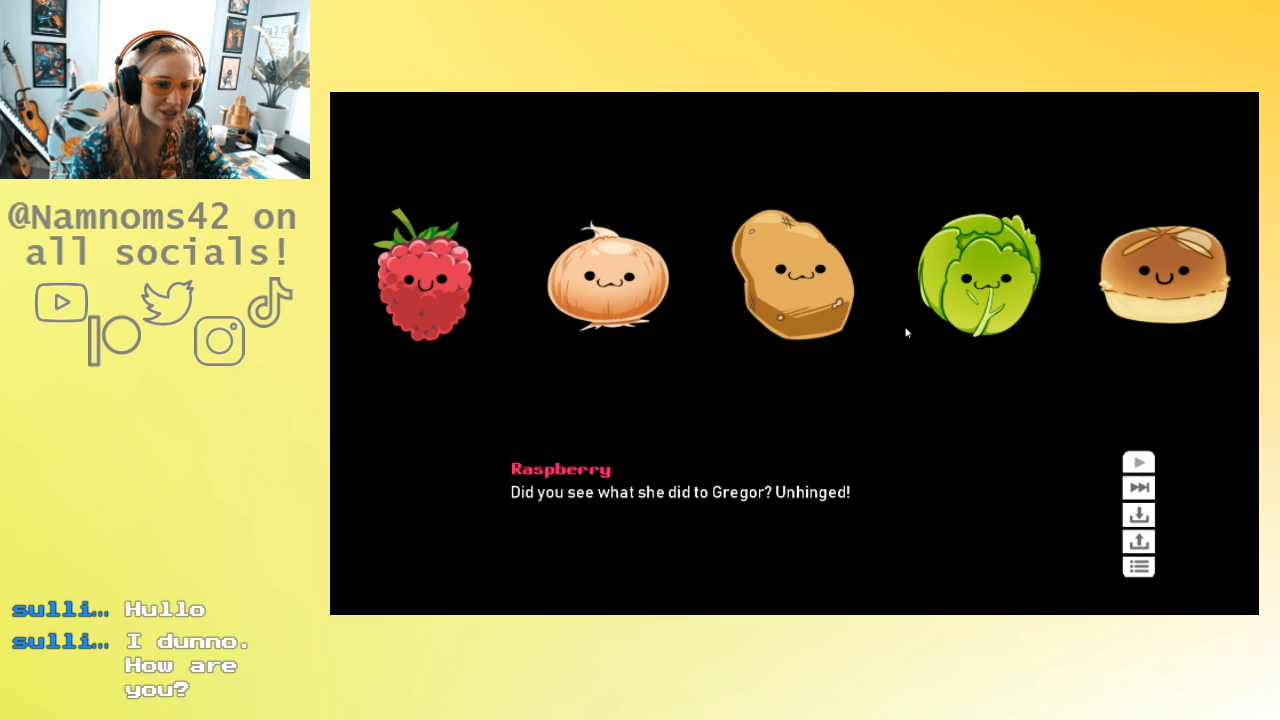 @Namnoms42 on
all socials!
Raspberry
Did you see what she did to Gregor? Unhinged!
sulli... Hullo
sulli... I dunno.
How are
you?